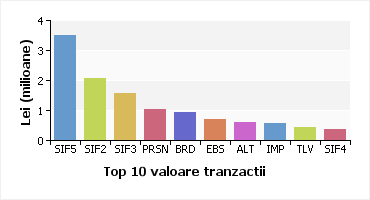 Lei (milioane)
4
3
2
1
0
SIF5 SIF2 SIF3 PRSN BRD EBS ALT IMP TLV SIF4
Top 10 valoare tranzactii